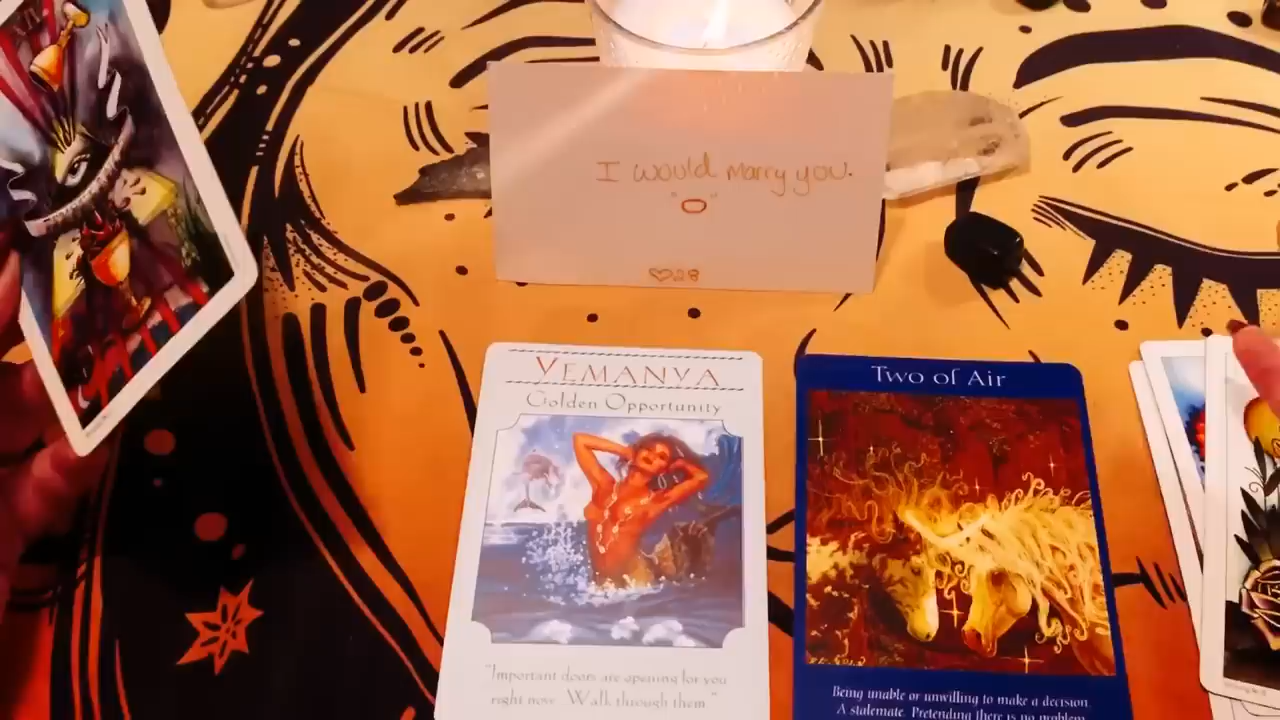 I would marry you.
"O"
♡28
YEMANYA
Golden Opportunity
"Important doors are opening for you
right now. Walk through them."
Two of Air
Being unable or unwilling to make a decision.
A stalemate. Pretending there is no problem